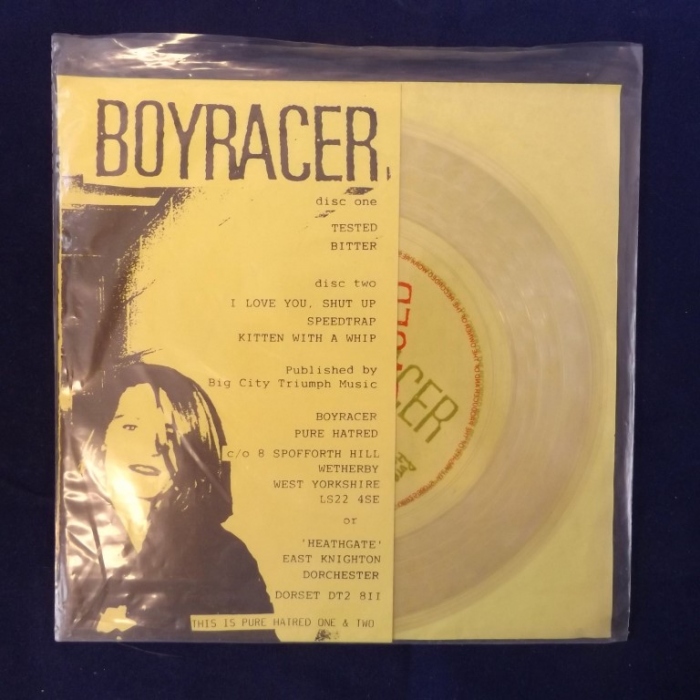 BOYRACER
disc one
TESTED
BITTER
disc two
I LOVE YOU, SHUT UP
SPEEDTRAP
KITTEN WITH A WHIP
Published by
Big City Triumph Music
BOYRACER
PURE HATRED
c/o 8 SPOFFORTH HILL
WETHERBY
WEST YORKSHIRE
LS22 4SE
or
'HEATHGATE'
EAST KNIGHTON
DORCHESTER
DORSET DT2 8II
THIS IS PURE HATRED ONE & TWO
CER